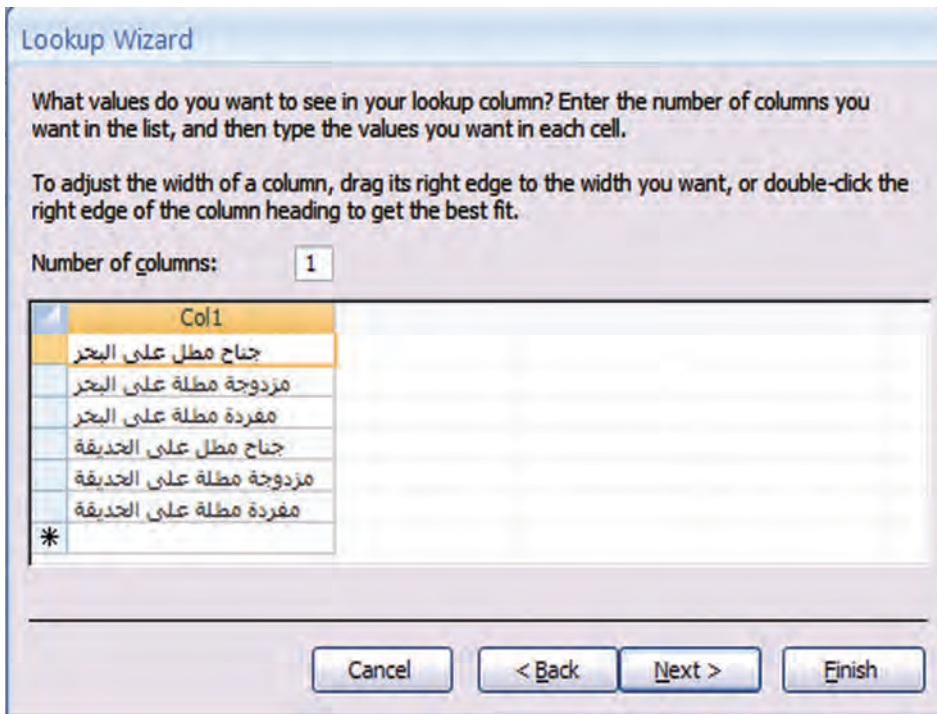 Lookup Wizard
What values do you want to see in your lookup column? Enter the number of columns you
want in the list, and then type the values you want in each cell.
To adjust the width of a column, drag its right edge to the width you want, or double-click the
right edge of the column heading to get the best fit.
Number of columns: 1
Col1
جناح مطل على البحر
مزدوجة مطلة على البحر
مفردة مطلة على البحر
جناح مطل على الحديقة
مزدوجة مطلة على الحديقة
مفردة مطلة على الحديقة
*
Cancel < Back Next > Finish